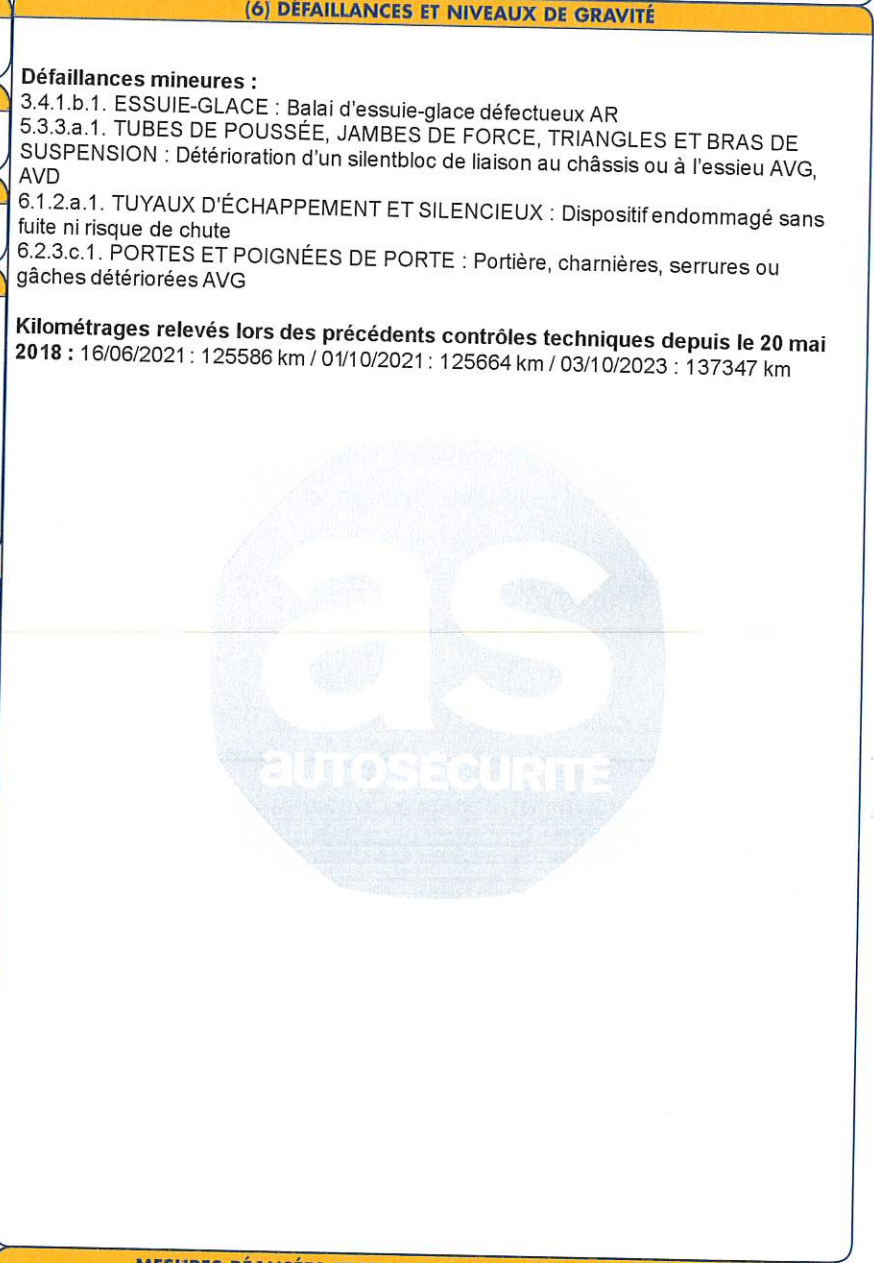 (6) DÉFAILLANCES ET NIVEAUX DE GRAVITÉ
Défaillances mineures :
3.4.1.b.1. ESSUIE-GLACE : Balai d'essuie-glace défectueux AR
5.3.3.a.1. TUBES DE POUSSÉE, JAMBES DE FORCE, TRIANGLES ET BRAS DE
SUSPENSION : Détérioration d'un silentbloc de liaison au châssis ou à l'essieu AVG,
AVD
6.1.2.a.1. TUYAUX D'ÉCHAPPEMENT ET SILENCIEUX : Dispositif endommagé sans
fuite ni risque de chute
6.2.3.c.1. PORTES ET POIGNÉES DE PORTE : Portière, charnières, serrures ou
gâches détériorées AVG
Kilométrages relevés lors des précédents contrôles techniques depuis le 20 mai
2018 : 16/06/2021 : 125586 km / 01/10/2021 : 125664 km / 03/10/2023 : 137347 km
as
AUTOSÉCURITÉ